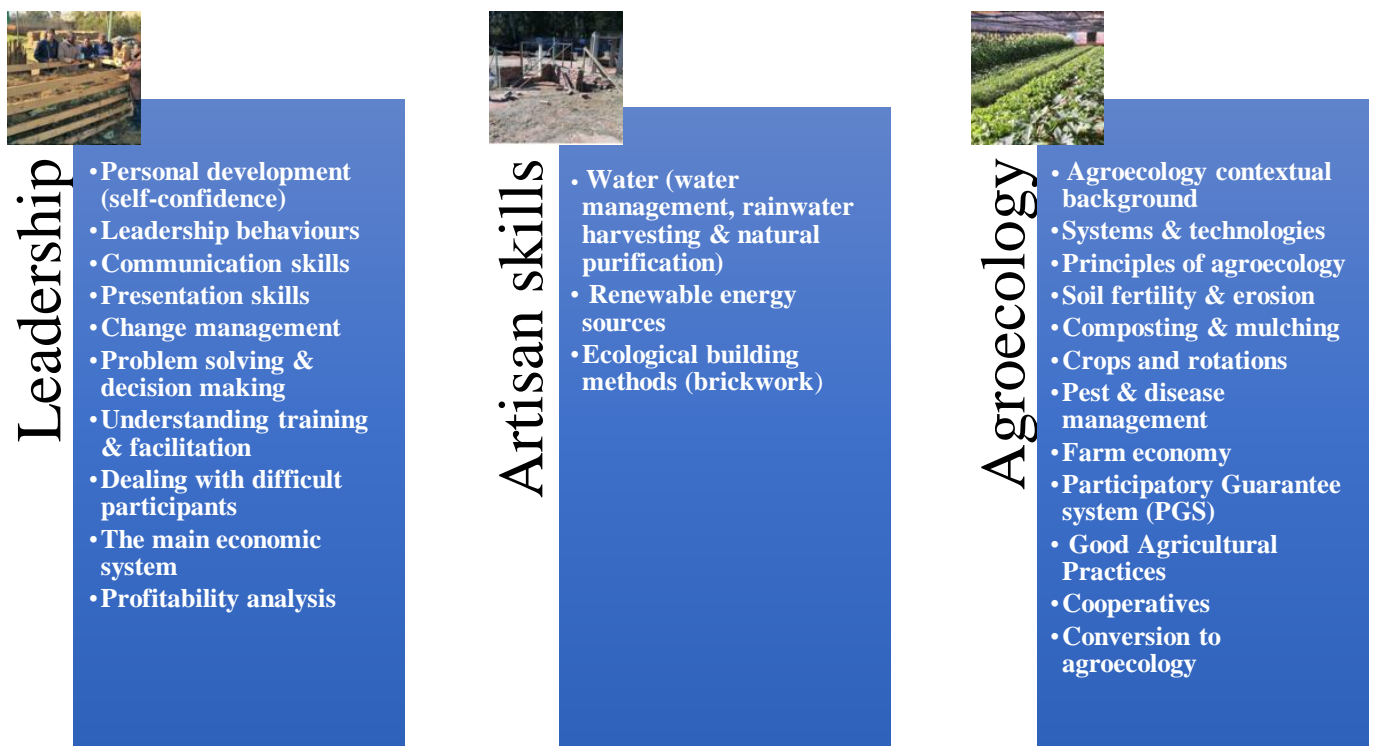 Leadership
•Personal development
(self-confidence)
•Leadership behaviours
•Communication skills
•Presentation skills
•Change management
•Problem solving &
decision making
•Understanding training
& facilitation
•Dealing with difficult
participants
•The main economic
system
•Profitability analysis
Artisan skills
• Water (water
management, rainwater
harvesting & natural
purification)
• Renewable energy
sources
•Ecological building
methods (brickwork)
Agroecology
• Agroecology contextual
background
•Systems & technologies
•Principles of agroecology
•Soil fertility & erosion
•Composting & mulching
•Crops and rotations
•Pest & disease
management
•Farm economy
•Participatory Guarantee
system (PGS)
• Good Agricultural
Practices
•Cooperatives
•Conversion to
agroecology